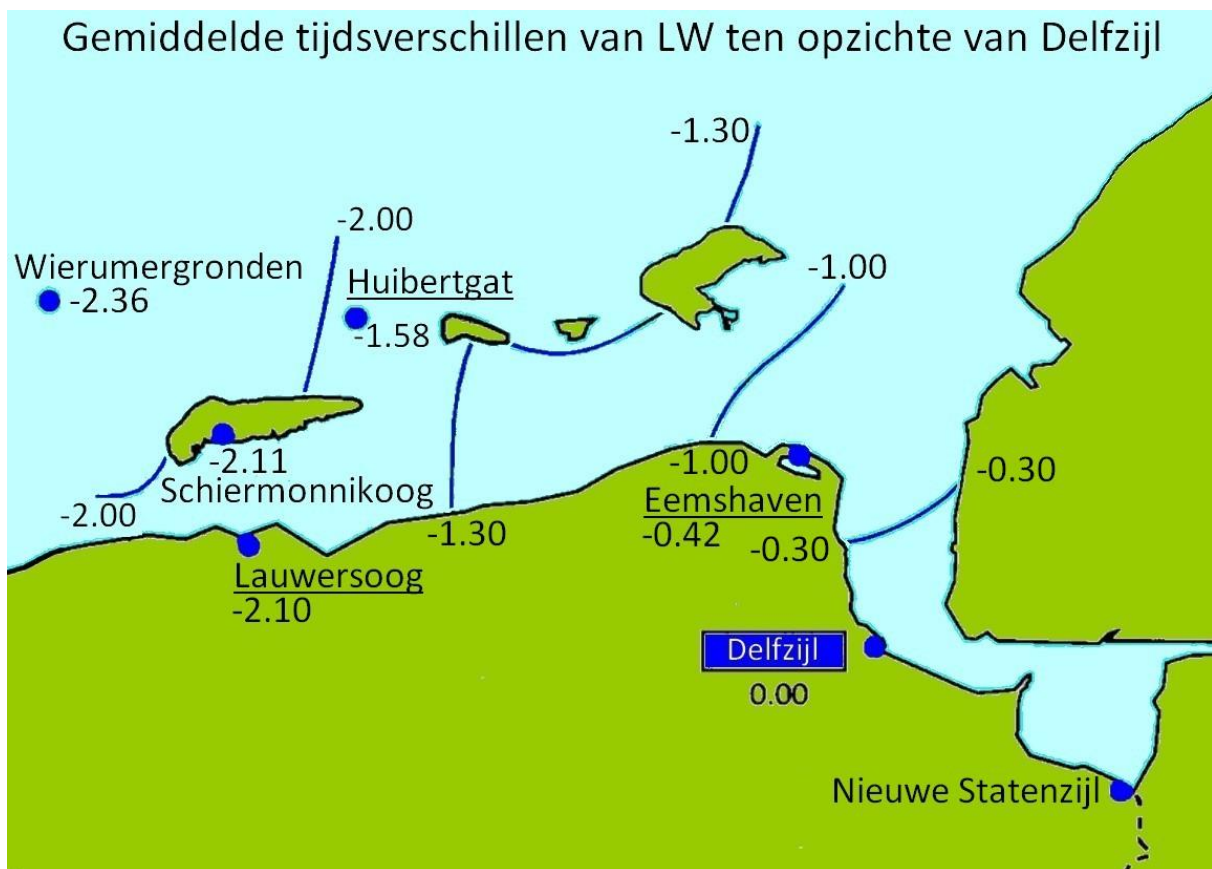 Gemiddelde tijdsverschillen van LW ten opzichte van Delfzijl
-1.30
-2.00
Wierumergronden
-2.36
Huibertgat
-1.58
-1.00
-2.11
Schiermonnikoog
-2.00
-1.30
Lauwersoog
-2.10
-1.00
Eemshaven
-0.42
-0.30
-0.30
Delfzijl
0.00
Nieuwe Statenzijl